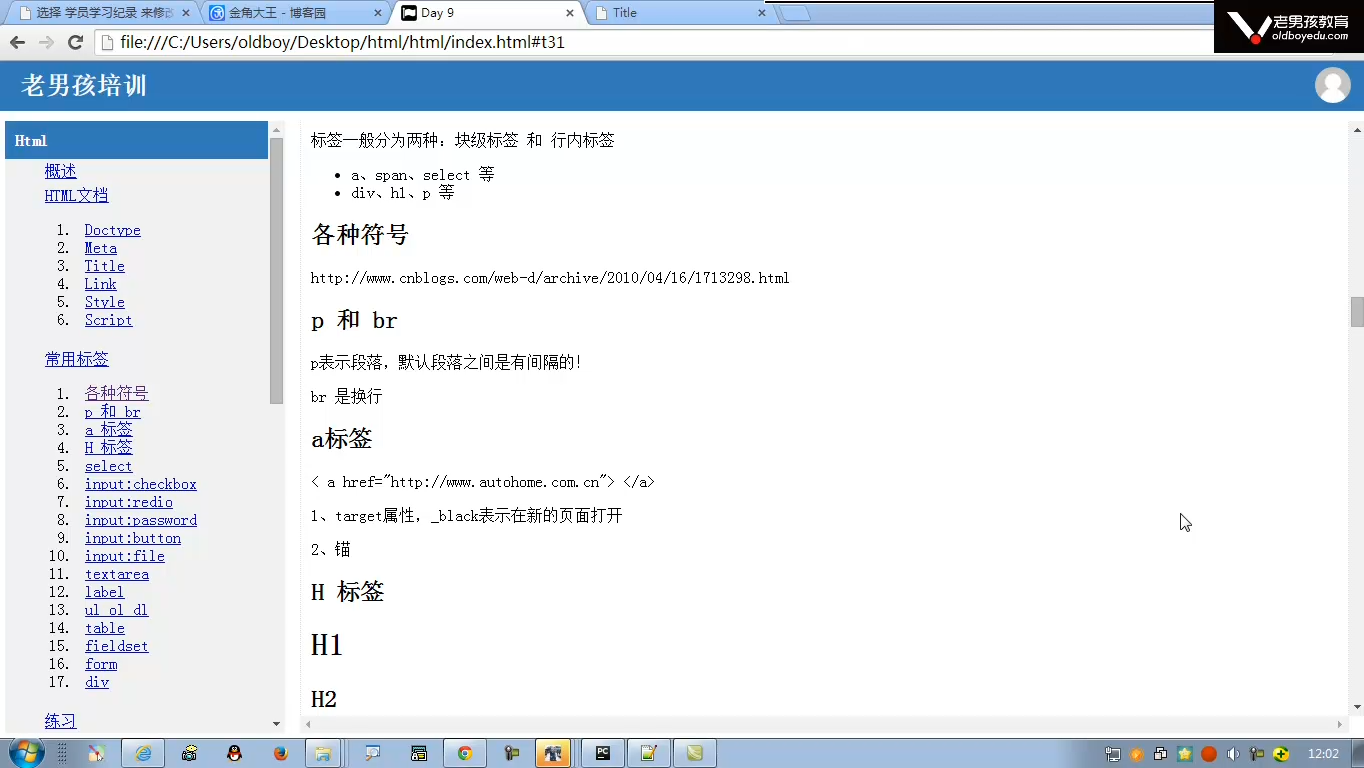 选择 学员学习纪录 来修改
金角大王 - 博客园
Day 9
Title
老男孩教育
oldboyedu.com
file:///C:/Users/oldboy/Desktop/html/html/index.html#t31
老男孩培训
Html
概述
HTML文档
1. Doctype
2. Meta
3. Title
4. Link
5. Style
6. Script
常用标签
1. 各种符号
2. p 和 br
3. a 标签
4. H 标签
5. select
6. input:checkbox
7. input:redio
8. input:password
9. input:button
10. input:file
11. textarea
12. label
13. ul ol dl
14. table
15. fieldset
16. form
17. div
练习
标签一般分为两种：块级标签 和 行内标签
• a、span、select 等
• div、h1、p 等
各种符号
http://www.cnblogs.com/web-d/archive/2010/04/16/1713298.html
p 和 br
p表示段落，默认段落之间是有间隔的！
br 是换行
a标签
< a href="http://www.autohome.com.cn"> </a>
1、target属性，_black表示在新的页面打开
2、锚
H 标签
H1
H2
PC
12:02